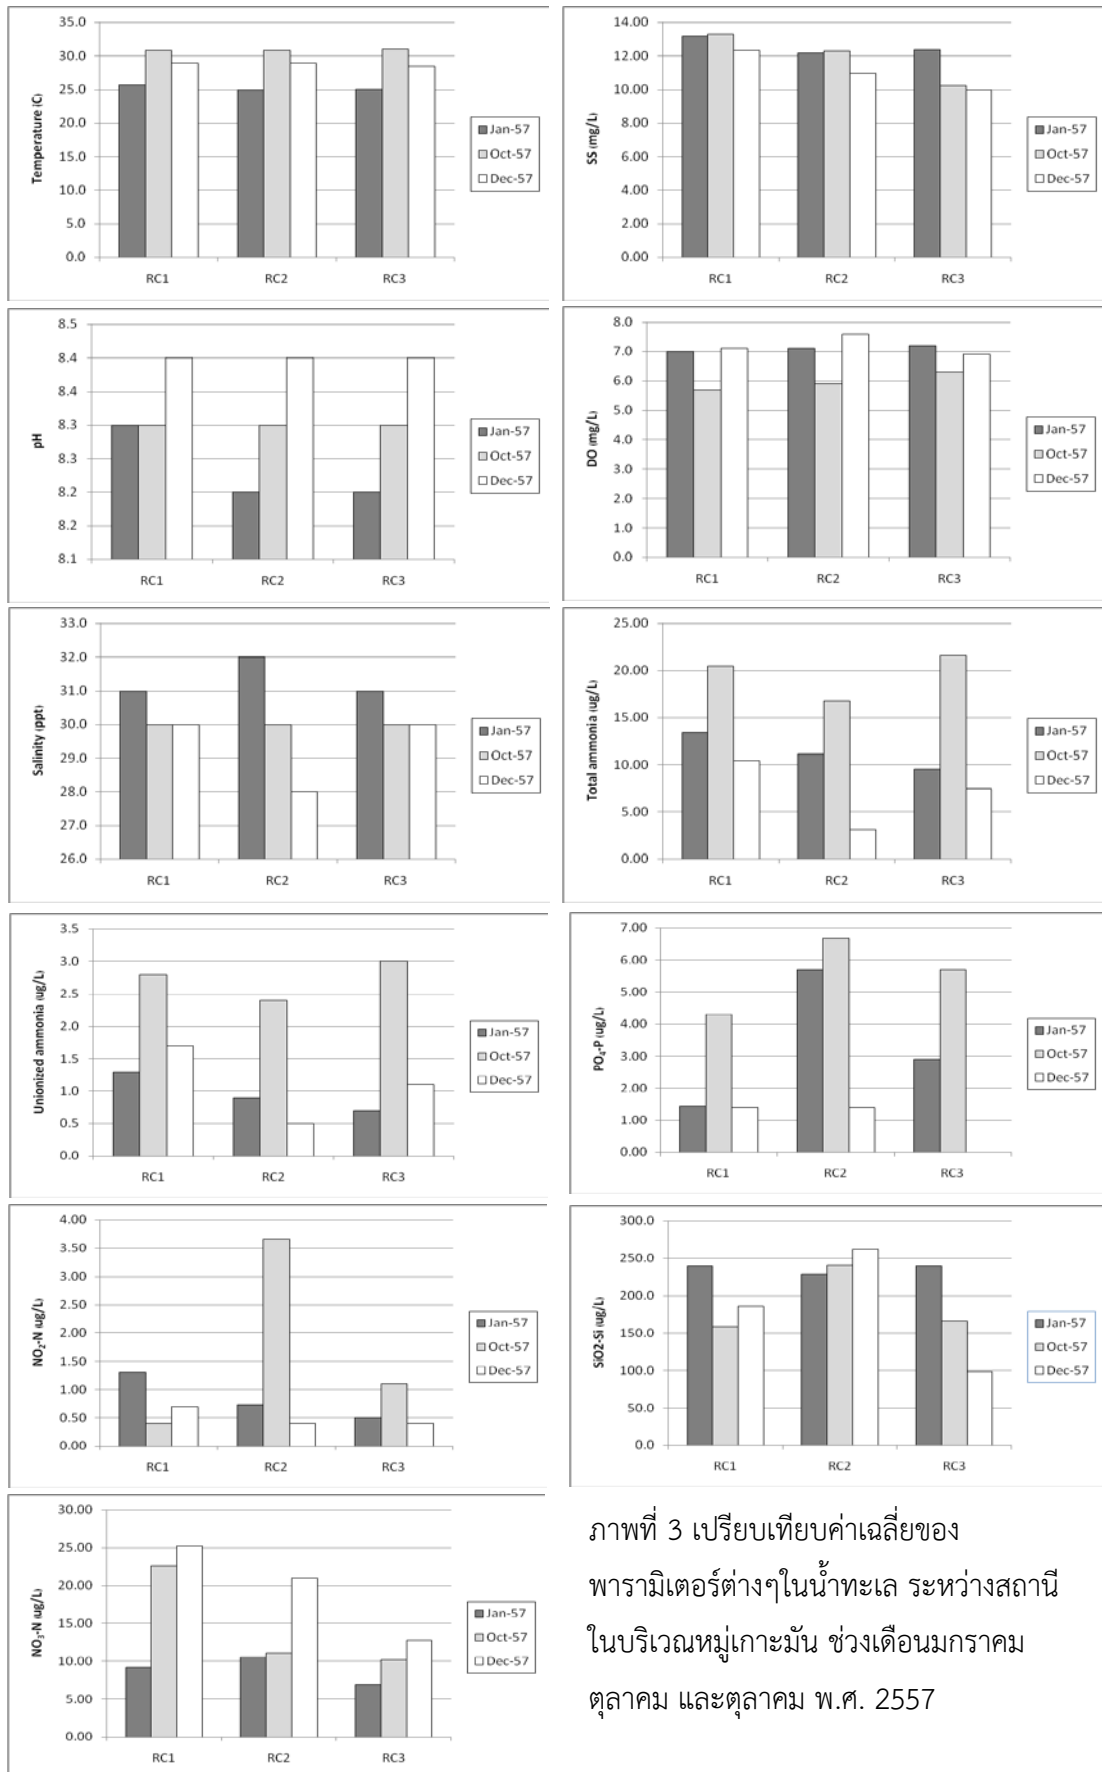 35.0
30.0
25.0
20.0
15.0
10.0
5.0
0.0
Temperature (C)
RC1 RC2 RC3
Jan-57
Oct-57
Dec-57
14.00
12.00
10.00
8.00
6.00
4.00
2.00
0.00
SS (mg/L)
RC1 RC2 RC3
Jan-57
Oct-57
Dec-57
8.5
8.4
8.4
8.3
8.3
8.2
8.2
8.1
pH
RC1 RC2 RC3
Jan-57
Oct-57
Dec-57
8.0
7.0
6.0
5.0
4.0
3.0
2.0
1.0
0.0
DO (mg/L)
RC1 RC2 RC3
Jan-57
Oct-57
Dec-57
33.0
32.0
31.0
30.0
29.0
28.0
27.0
26.0
Salinity (ppt)
RC1 RC2 RC3
Jan-57
Oct-57
Dec-57
25.00
20.00
15.00
10.00
5.00
0.00
Total ammonia (ug/L)
RC1 RC2 RC3
Jan-57
Oct-57
Dec-57
3.5
3.0
2.5
2.0
1.5
1.0
0.5
0.0
Unionized ammonia (ug/L)
RC1 RC2 RC3
Jan-57
Oct-57
Dec-57
7.00
6.00
5.00
4.00
3.00
2.00
1.00
0.00
PO₄-P (ug/L)
RC1 RC2 RC3
Jan-57
Oct-57
Dec-57
4.00
3.50
3.00
2.50
2.00
1.50
1.00
0.50
0.00
NO₂-N (ug/L)
RC1 RC2 RC3
Jan-57
Oct-57
Dec-57
300.0
250.0
200.0
150.0
100.0
50.0
0.0
SiO2-Si (ug/L)
RC1 RC2 RC3
Jan-57
Oct-57
Dec-57
30.00
25.00
20.00
15.00
10.00
5.00
0.00
NO₃-N (ug/L)
RC1 RC2 RC3
Jan-57
Oct-57
Dec-57
ภาพที่ 3 เปรียบเทียบค่าเฉลี่ยของ
พารามิเตอร์ต่างๆในน้ำทะเล ระหว่างสถานี
ในบริเวณหมู่เกาะมัน ช่วงเดือนมกราคม
ตุลาคม และตุลาคม พ.ศ. 2557